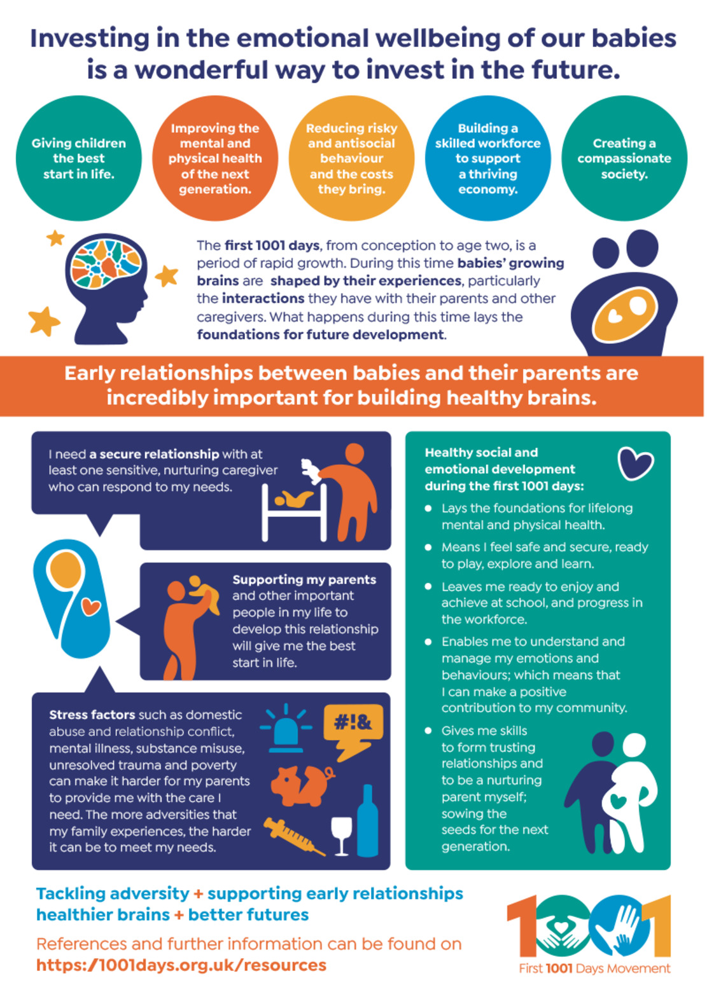 Investing in the emotional wellbeing of our babies
is a wonderful way to invest in the future.
Giving children
the best
start in life.
Improving the
mental and
physical health
of the next
generation.
Reducing risky
and antisocial
behaviour
and the costs
they bring.
Building a
skilled workforce
to support
a thriving
economy.
Creating a
compassionate
society.
The first 1001 days, from conception to age two, is a
period of rapid growth. During this time babies’ growing
brains are shaped by their experiences, particularly
the interactions they have with their parents and other
caregivers. What happens during this time lays the
foundations for future development.
Early relationships between babies and their parents are
incredibly important for building healthy brains.
I need a secure relationship with at
least one sensitive, nurturing caregiver
who can respond to my needs.
Supporting my parents
and other important
people in my life to
develop this relationship
will give me the best
start in life.
Stress factors such as domestic
abuse and relationship conflict,
mental illness, substance misuse,
unresolved trauma and poverty
can make it harder for my parents
to provide me with the care I
need. The more adversities that
my family experiences, the harder
it can be to meet my needs.
#!&
Healthy social and
emotional development
during the first 1001 days:
● Lays the foundations for lifelong
mental and physical health.
● Means I feel safe and secure, ready
to play, explore and learn.
● Leaves me ready to enjoy and
achieve at school, and progress in
the workforce.
● Enables me to understand and
manage my emotions and
behaviours; which means that
I can make a positive
contribution to my community.
● Gives me skills
to form trusting
relationships and
to be a nurturing
parent myself;
sowing the
seeds for the next
generation.
Tackling adversity + supporting early relationships
healthier brains + better futures
References and further information can be found on
https://1001days.org.uk/resources
1001
First 1001 Days Movement